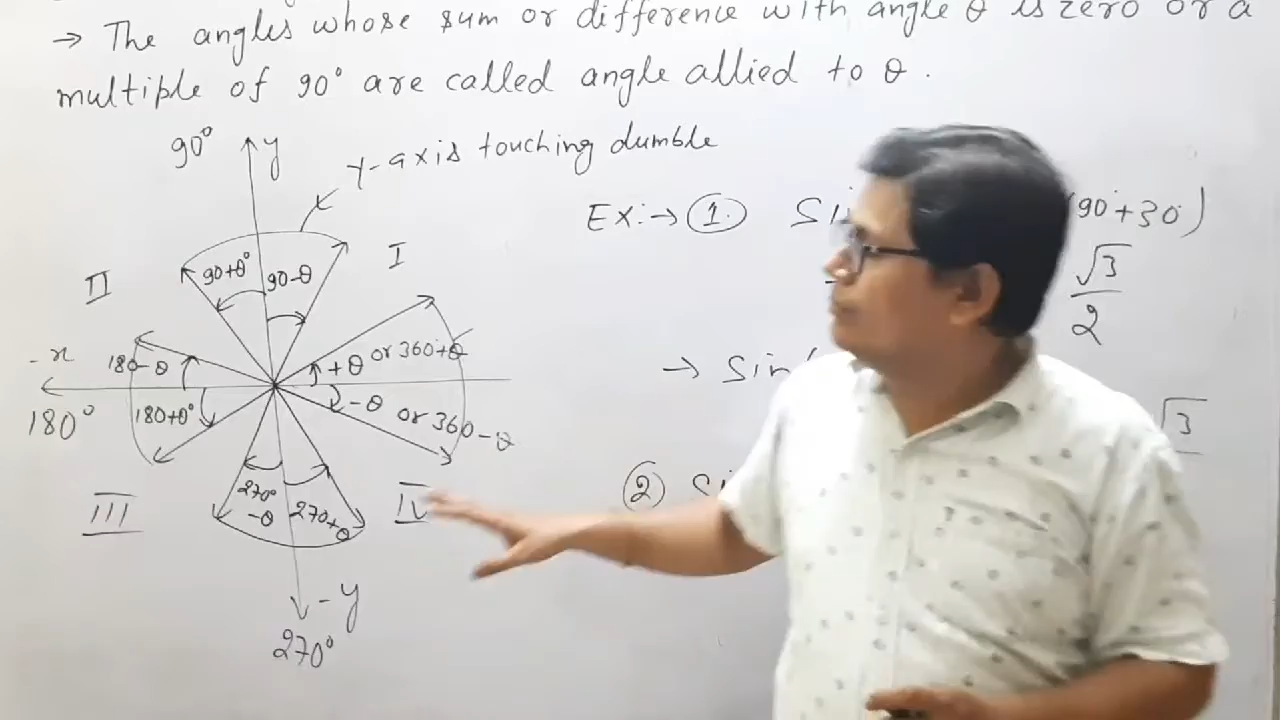 → The angles whose sum or difference with angle θ is zero or a
multiple of 90° are called angle allied to θ.
90° y
Y-axis touching dumble
Ex:→ ①. Si (90°+30°)
√3
2
→ Sin
√3
② Si
I
II
III
IV
90+θ° 90-θ
180-θ
180+θ°
+θ or 360+θ
-θ or 360-θ
270°
-θ
270+θ
-x
180°
-y
270°